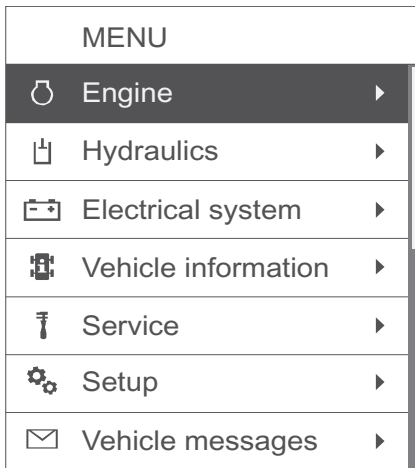 MENU
Engine
Hydraulics
Electrical system
Vehicle information
Service
Setup
Vehicle messages